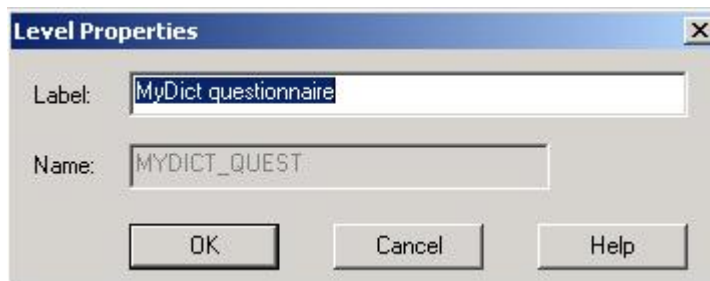 Level Properties
Label: MyDict questionnaire
Name: MYDICT_QUEST
OK Cancel Help